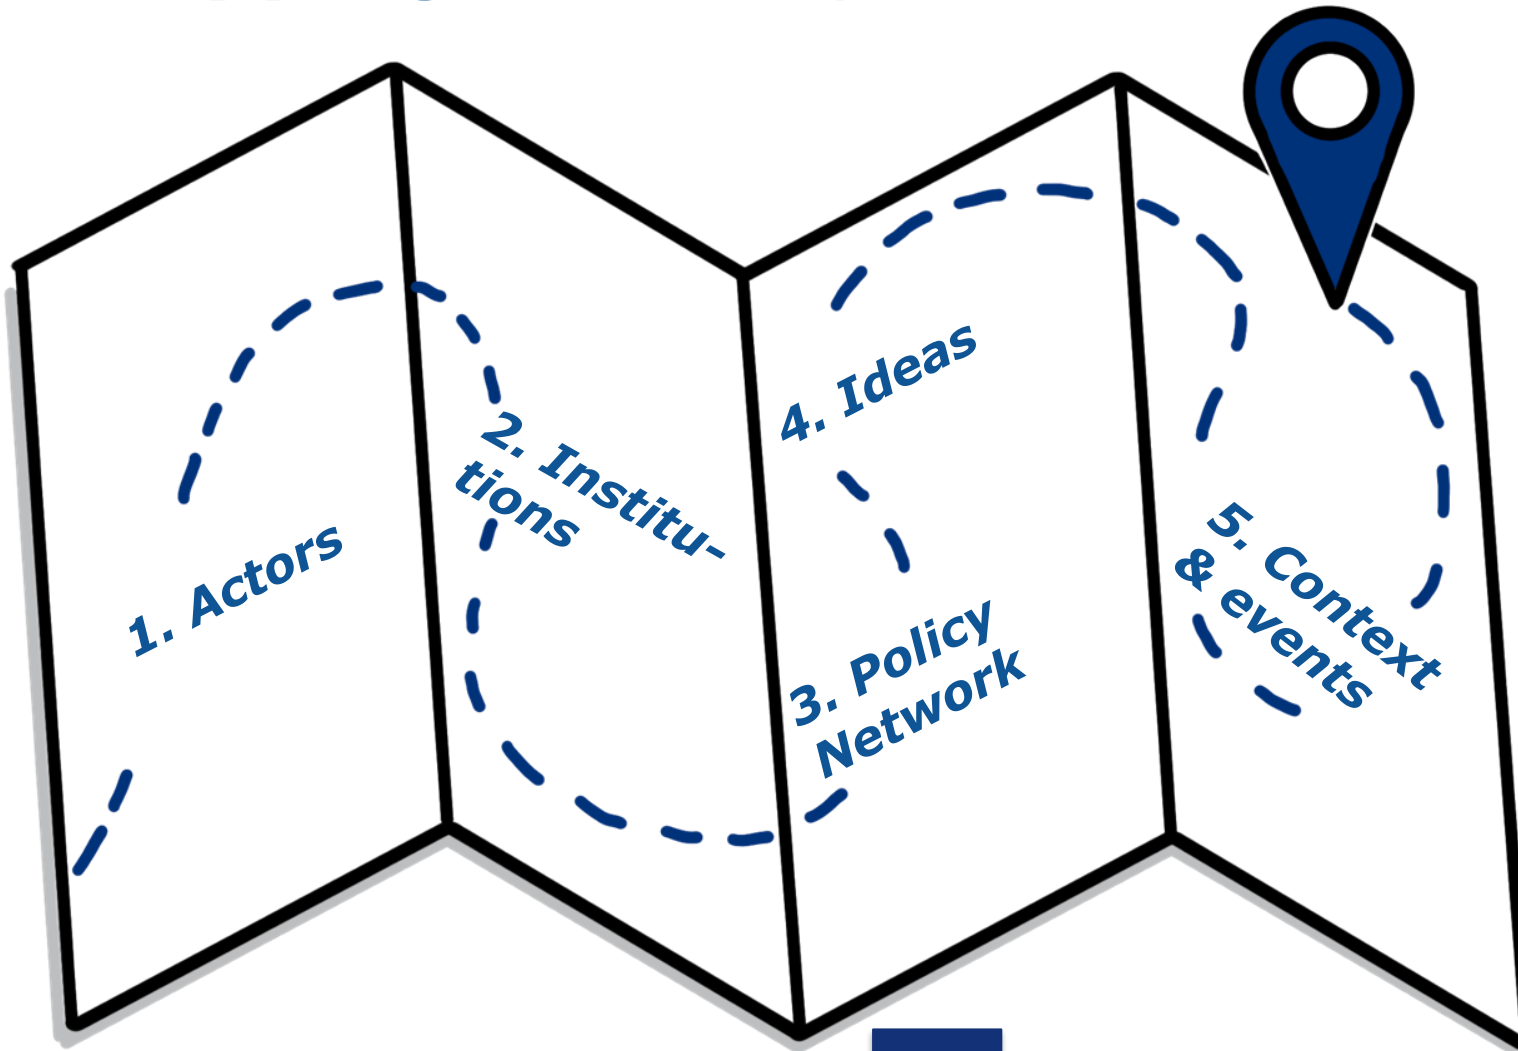 1. Actors
2. Institu-
tions
3. Policy
Network
4. Ideas
5. Context
& events